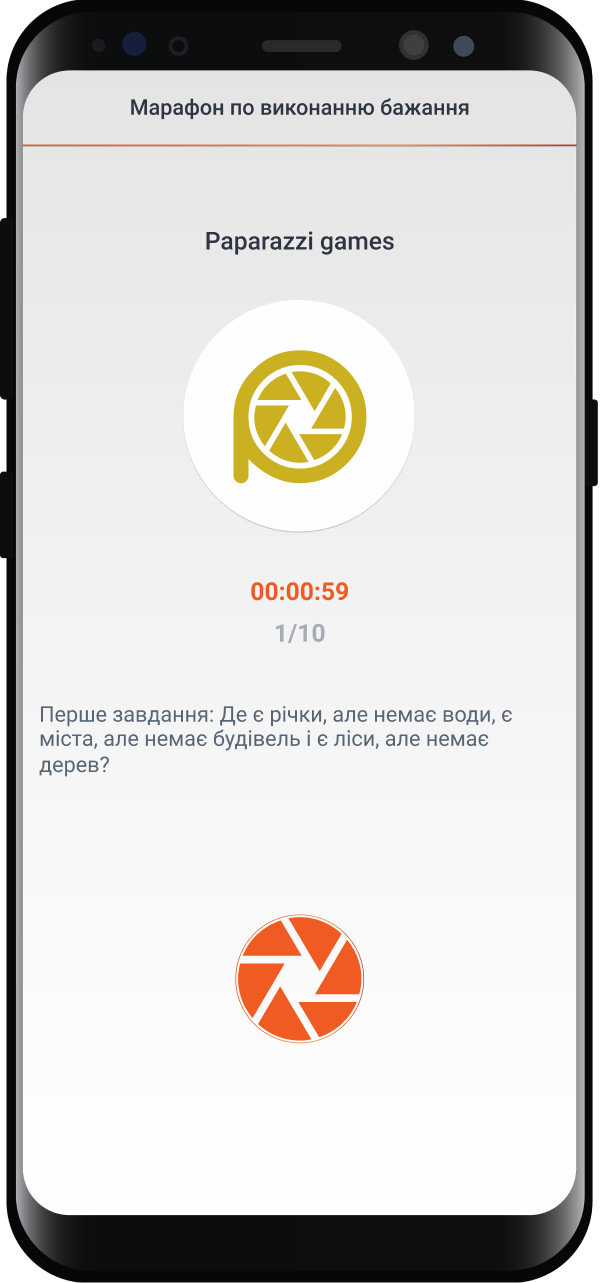 Марафон по виконанню бажання
Paparazzi games
00:00:59
1/10
Перше завдання: Де є річки, але немає води, є
міста, але немає будівель і є ліси, але немає
дерев?